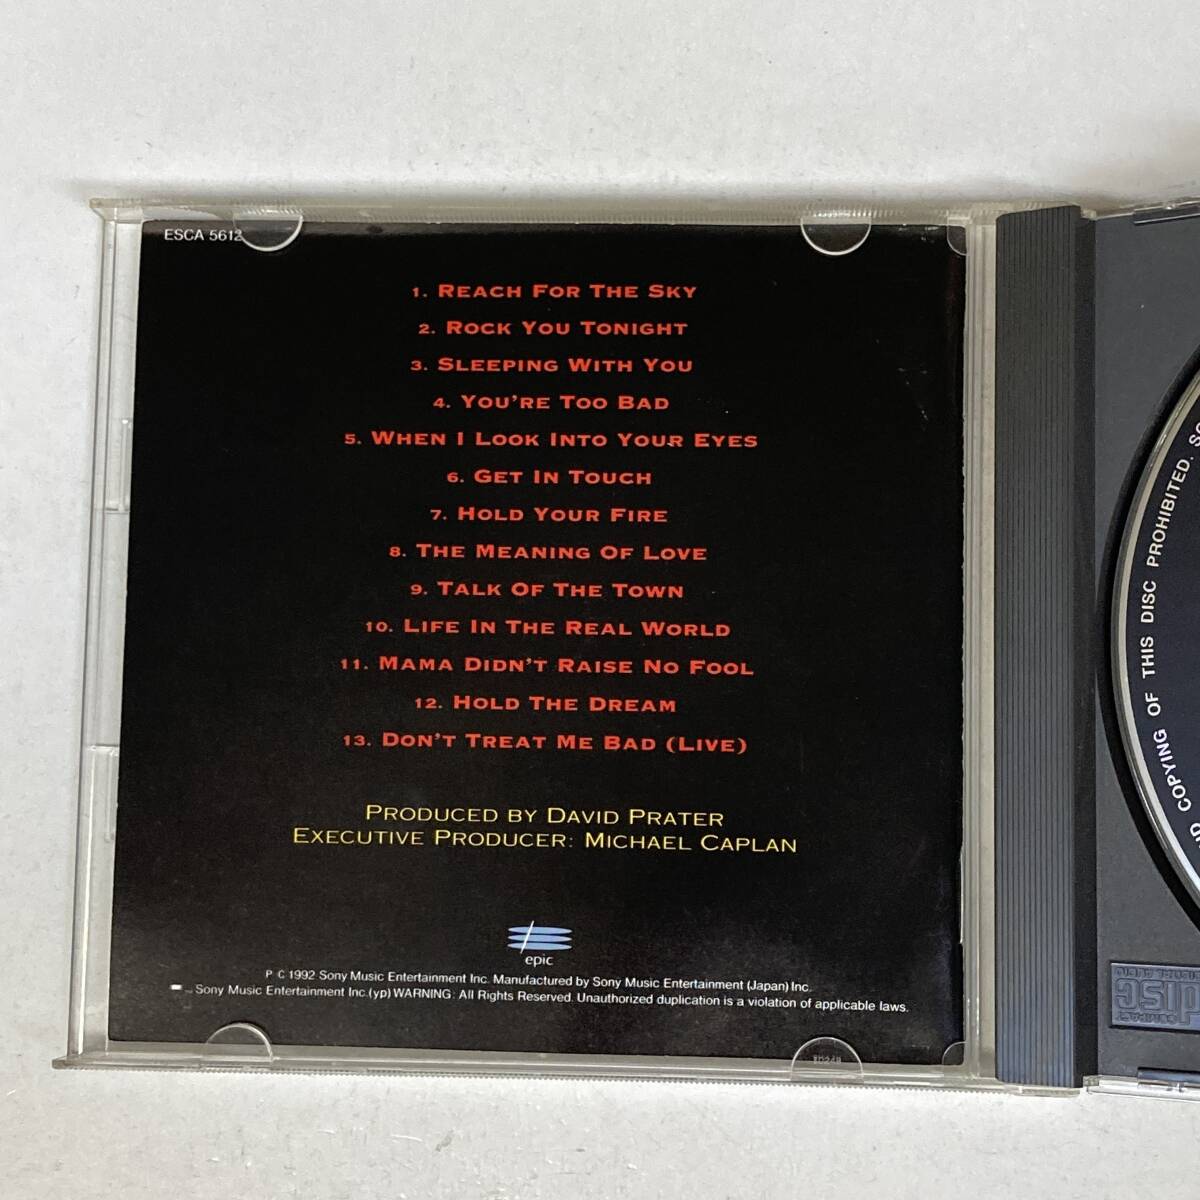 ESCA 5612
1. REACH FOR THE SKY
2. ROCK YOU TONIGHT
3. SLEEPING WITH YOU
4. YOU'RE TOO BAD
5. WHEN I LOOK INTO YOUR EYES
6. GET IN TOUCH
7. HOLD YOUR FIRE
8. THE MEANING OF LOVE
9. TALK OF THE TOWN
10. LIFE IN THE REAL WORLD
11. MAMA DIDN'T RAISE NO FOOL
12. HOLD THE DREAM
13. DON'T TREAT ME BAD (LIVE)
PRODUCED BY DAVID PRATER
EXECUTIVE PRODUCER: MICHAEL CAPLAN
epic
P C 1992 Sony Music Entertainment Inc. Manufactured by Sony Music Entertainment (Japan) Inc.
Sony Music Entertainment Inc.(yp) WARNING: All Rights Reserved. Unauthorized duplication is a violation of applicable laws.
COPYING OF THIS DISC PROHIBITED.
COMPACT
DISC
DIGITAL AUDIO